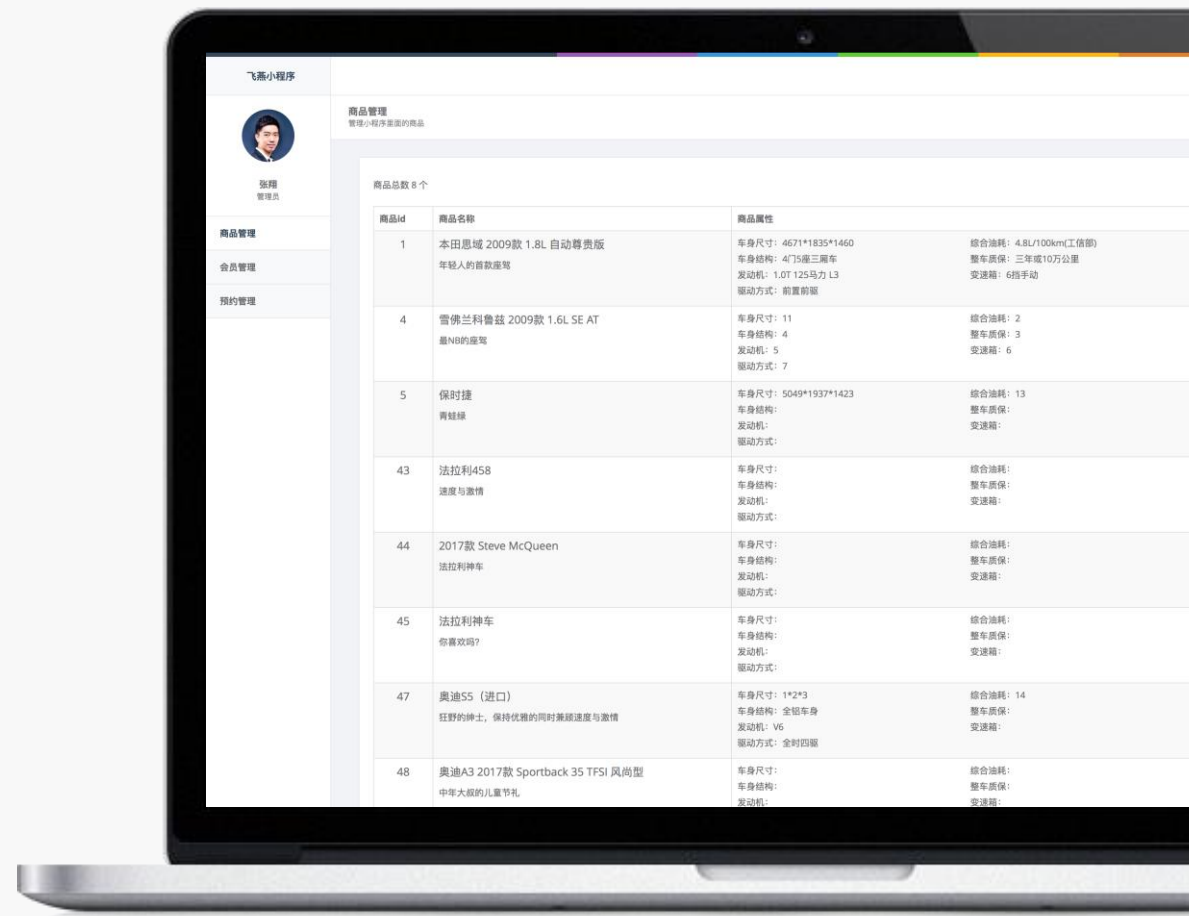 飞燕小程序
张翔
管理员
商品管理
会员管理
预约管理
商品管理
管理小程序里面的商品
商品总数 8 个
商品id 商品名称 商品属性
1 本田思域 2009款 1.8L 自动尊贵版 车身尺寸：4671*1835*1460 综合油耗：4.8L/100km(工信部)
年轻人的首款座驾 车身结构：4门5座三厢车 整车质保：三年或10万公里
发动机：1.0T 125马力 L3 变速箱：6挡手动
驱动方式：前置前驱
4 雪佛兰科鲁兹 2009款 1.6L SE AT 车身尺寸：11 综合油耗：2
最NB的座驾 车身结构：4 整车质保：3
发动机：5 变速箱：6
驱动方式：7
5 保时捷 车身尺寸：5049*1937*1423 综合油耗：13
青蛙绿 车身结构： 整车质保：
发动机： 变速箱：
驱动方式：
43 法拉利458 车身尺寸： 综合油耗：
速度与激情 车身结构： 整车质保：
发动机： 变速箱：
驱动方式：
44 2017款 Steve McQueen 车身尺寸： 综合油耗：
法拉利神车 车身结构： 整车质保：
发动机： 变速箱：
驱动方式：
45 法拉利神车 车身尺寸： 综合油耗：
你喜欢吗? 车身结构： 整车质保：
发动机： 变速箱：
驱动方式：
47 奥迪S5（进口） 车身尺寸：1*2*3 综合油耗：14
狂野的绅士，保持优雅的同时兼顾速度与激情 车身结构：全铝车身 整车质保：
发动机：V6 变速箱：
驱动方式：全时四驱
48 奥迪A3 2017款 Sportback 35 TFSI 风尚型 车身尺寸： 综合油耗：
中年大叔的儿童节礼 车身结构： 整车质保：
发动机： 变速箱：